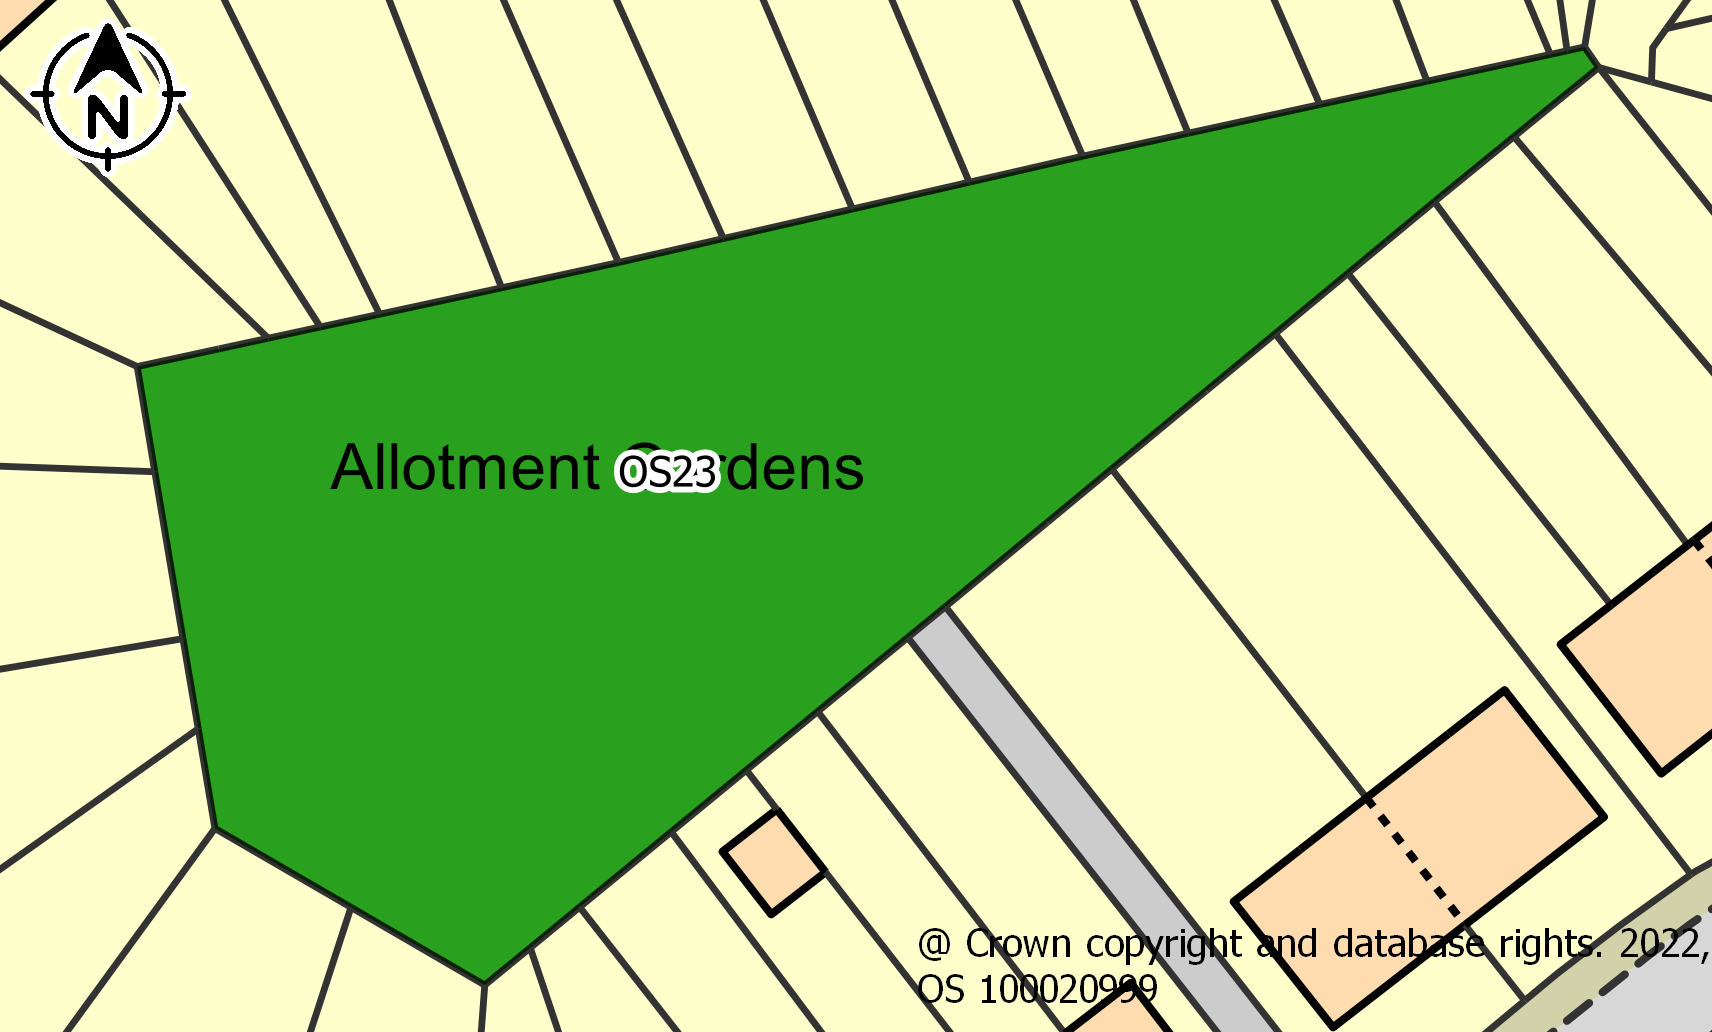 N
Allotment Gardens
OS23
@ Crown copyright and database rights. 2022,
OS 100020999